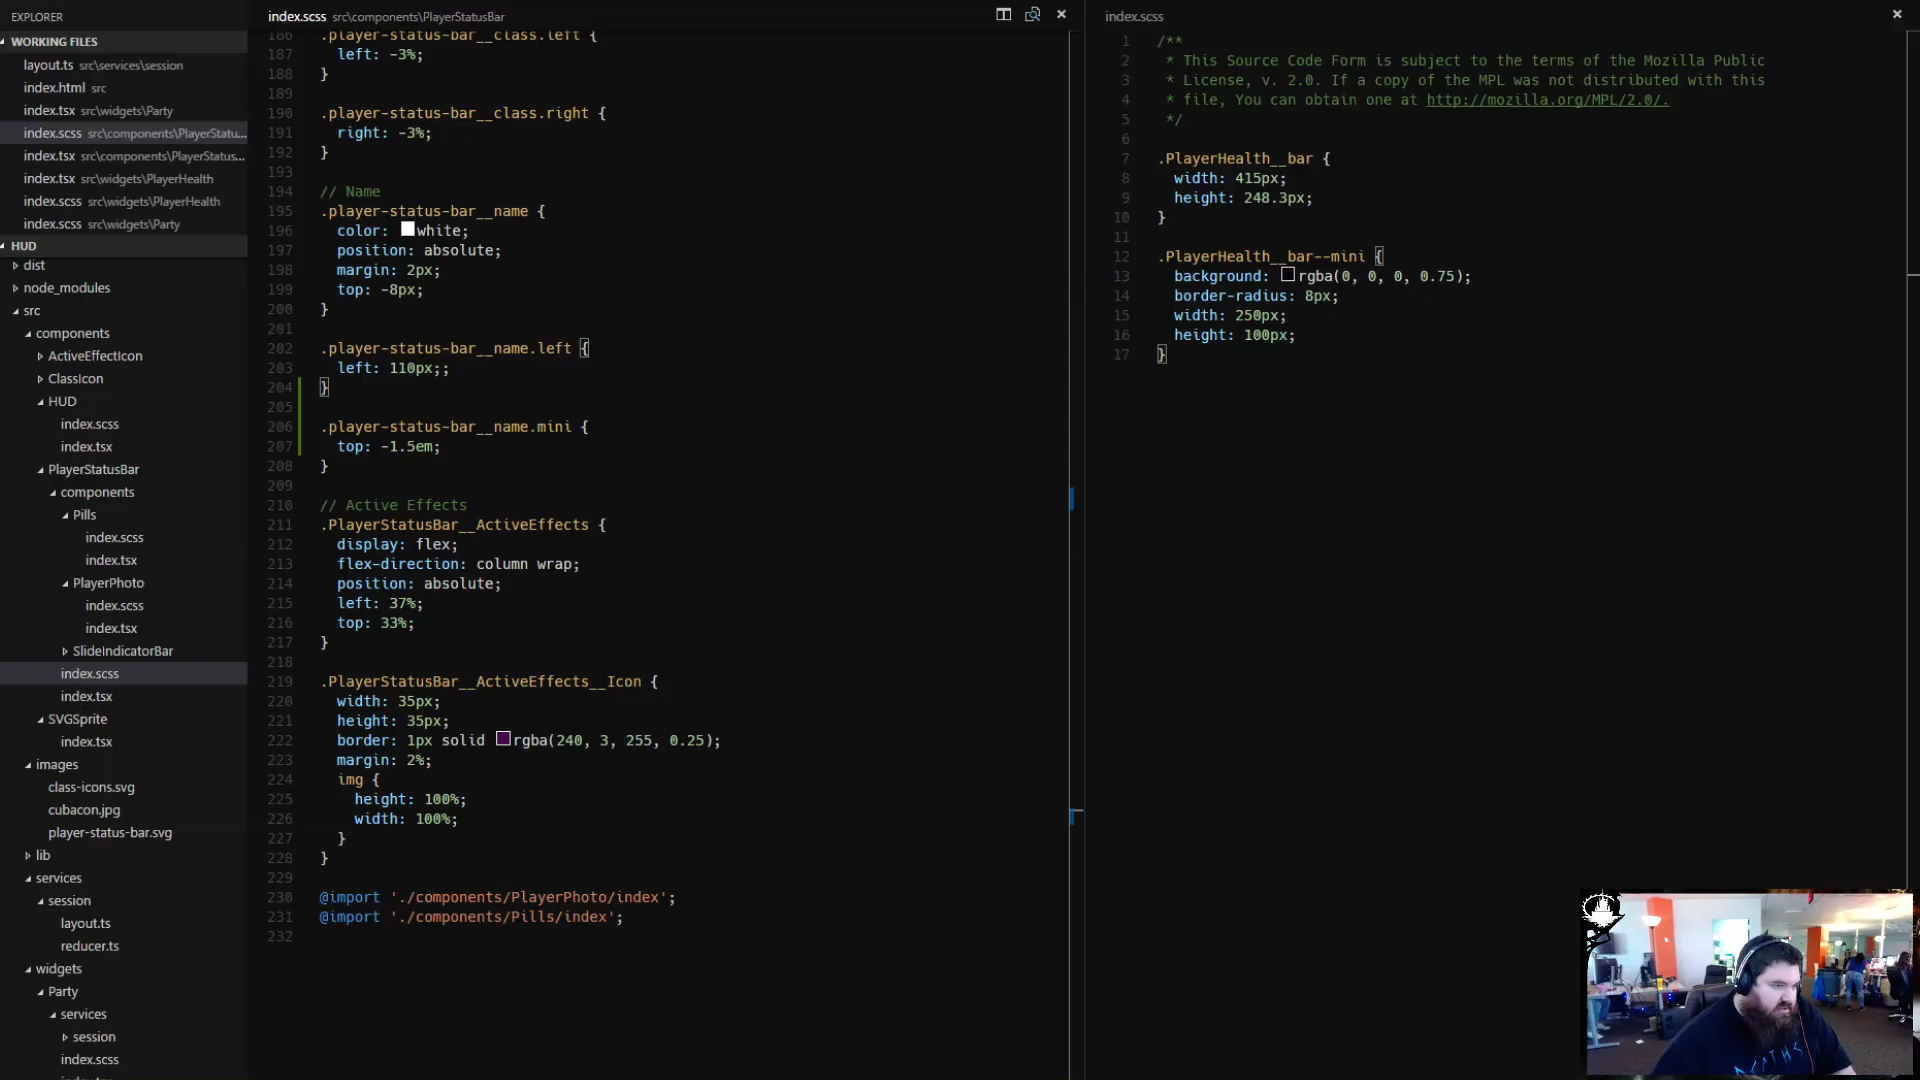 EXPLORER
WORKING FILES
layout.ts src\services\session
index.html src
index.tsx src\widgets\Party
index.scss src\components\PlayerStatu...
index.tsx src\components\PlayerStatus...
index.tsx src\widgets\PlayerHealth
index.scss src\widgets\PlayerHealth
index.scss src\widgets\Party
HUD
dist
node_modules
src
components
ActiveEffectIcon
ClassIcon
HUD
index.scss
index.tsx
PlayerStatusBar
components
Pills
index.scss
index.tsx
PlayerPhoto
index.scss
index.tsx
SlideIndicatorBar
index.scss
index.tsx
SVGSprite
index.tsx
images
class-icons.svg
cubacon.jpg
player-status-bar.svg
lib
services
session
layout.ts
reducer.ts
widgets
Party
services
session
index.scss
index.scss src\components\PlayerStatusBar
186 .player-status-bar__class.left {
187 left: -3%;
188 }
189
190 .player-status-bar__class.right {
191 right: -3%;
192 }
193
194 // Name
195 .player-status-bar__name {
196 color: white;
197 position: absolute;
198 margin: 2px;
199 top: -8px;
200 }
201
202 .player-status-bar__name.left {
203 left: 110px;;
204 }
205
206 .player-status-bar__name.mini {
207 top: -1.5em;
208 }
209
210 // Active Effects
211 .PlayerStatusBar__ActiveEffects {
212 display: flex;
213 flex-direction: column wrap;
214 position: absolute;
215 left: 37%;
216 top: 33%;
217 }
218
219 .PlayerStatusBar__ActiveEffects__Icon {
220 width: 35px;
221 height: 35px;
222 border: 1px solid rgba(240, 3, 255, 0.25);
223 margin: 2%;
224 img {
225 height: 100%;
226 width: 100%;
227 }
228 }
229
230 @import './components/PlayerPhoto/index';
231 @import './components/Pills/index';
232
index.scss
1 /**
2 * This Source Code Form is subject to the terms of the Mozilla Public
3 * License, v. 2.0. If a copy of the MPL was not distributed with this
4 * file, You can obtain one at http://mozilla.org/MPL/2.0/.
5 */
6
7 .PlayerHealth__bar {
8 width: 415px;
9 height: 248.3px;
10 }
11
12 .PlayerHealth__bar--mini {
13 background: rgba(0, 0, 0, 0.75);
14 border-radius: 8px;
15 width: 250px;
16 height: 100px;
17 }